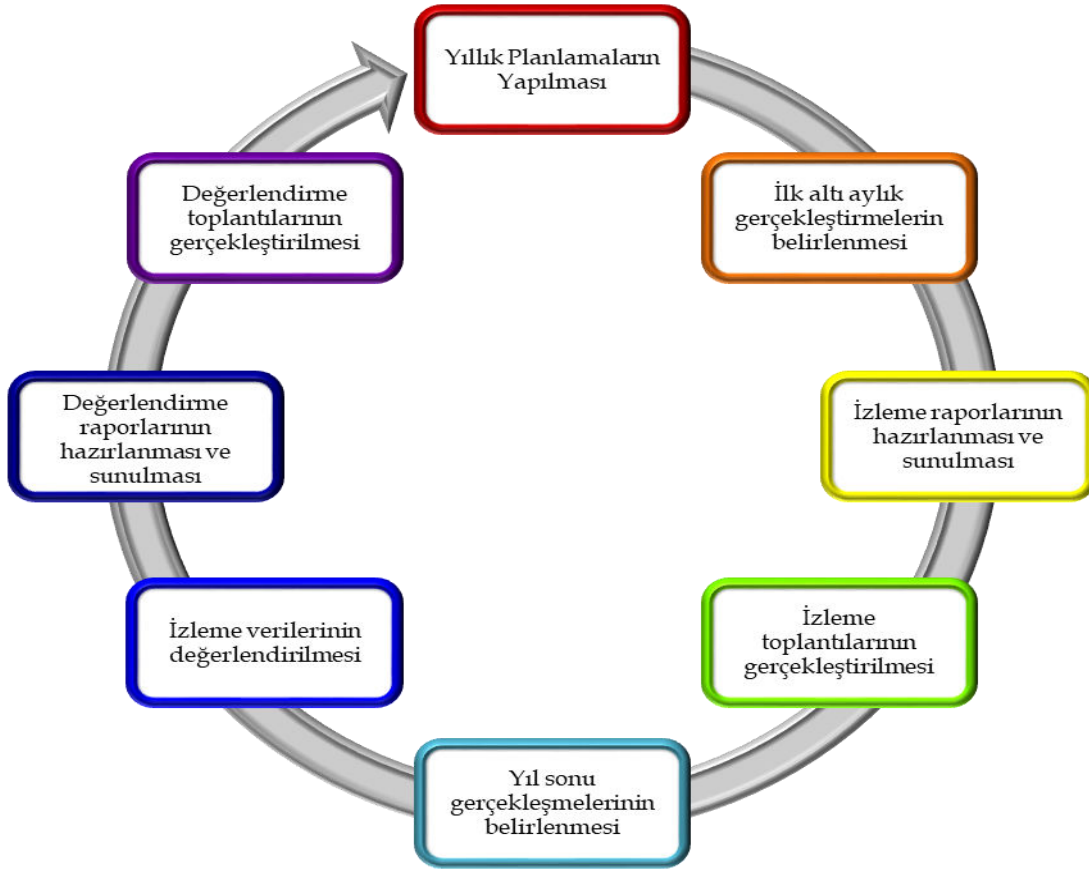 Yıllık Planlamaların
Yapılması
İlk altı aylık
gerçekleştirmelerin
belirlenmesi
İzleme raporlarının
hazırlanması ve
sunulması
İzleme
toplantılarının
gerçekleştirilmesi
Yıl sonu
gerçekleşmelerinin
belirlenmesi
İzleme verilerinin
değerlendirilmesi
Değerlendirme
raporlarının
hazırlanması ve
sunulması
Değerlendirme
toplantılarının
gerçekleştirilmesi